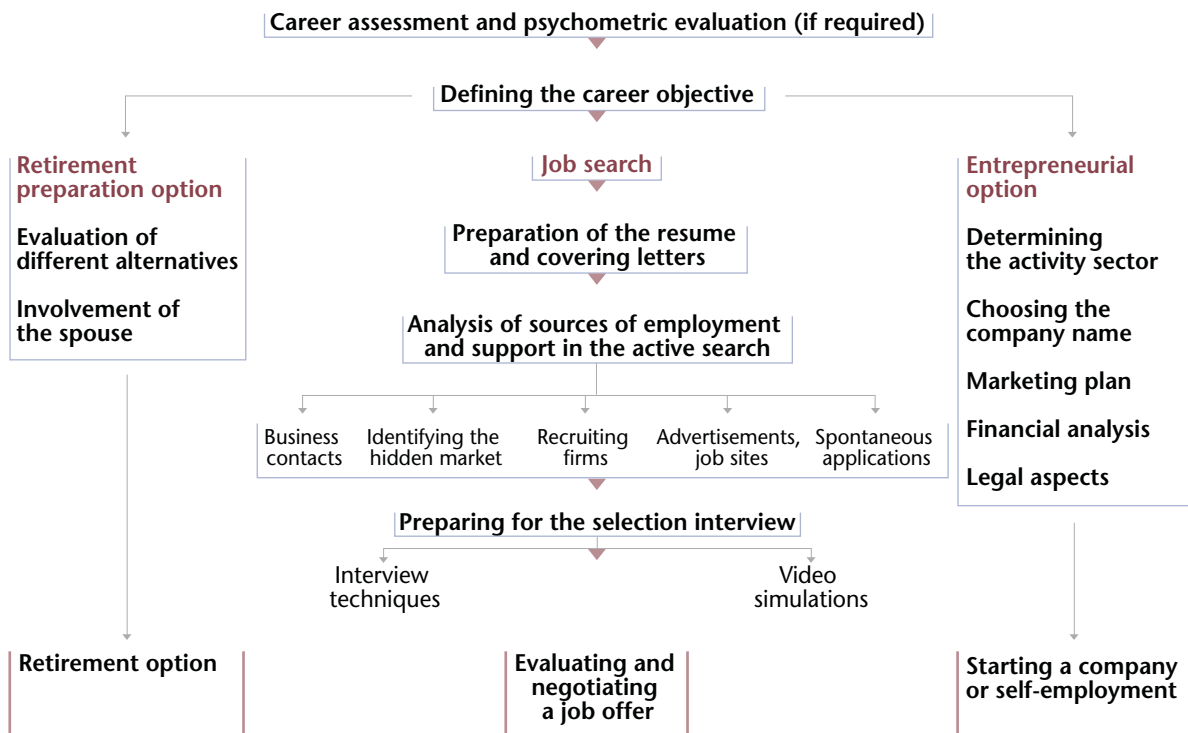 Career assessment and psychometric evaluation (if required)
Defining the career objective
Retirement
preparation option
Evaluation of
different alternatives
Involvement of
the spouse
Job search
Preparation of the resume
and covering letters
Analysis of sources of employment
and support in the active search
Business
contacts
Identifying the
hidden market
Recruiting
firms
Advertisements,
job sites
Spontaneous
applications
Preparing for the selection interview
Interview
techniques
Video
simulations
Entrepreneurial
option
Determining
the activity sector
Choosing the
company name
Marketing plan
Financial analysis
Legal aspects
Retirement option
Evaluating and
negotiating
a job offer
Starting a company
or self-employment